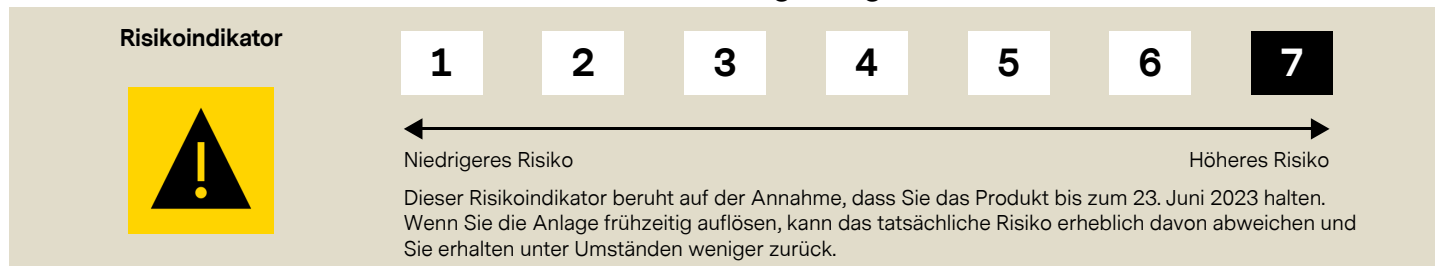 Risikoindikator
1 2 3 4 5 6 7
Niedrigeres Risiko Höheres Risiko
Dieser Risikoindikator beruht auf der Annahme, dass Sie das Produkt bis zum 23. Juni 2023 halten.
Wenn Sie die Anlage frühzeitig auflösen, kann das tatsächliche Risiko erheblich davon abweichen und
Sie erhalten unter Umständen weniger zurück.